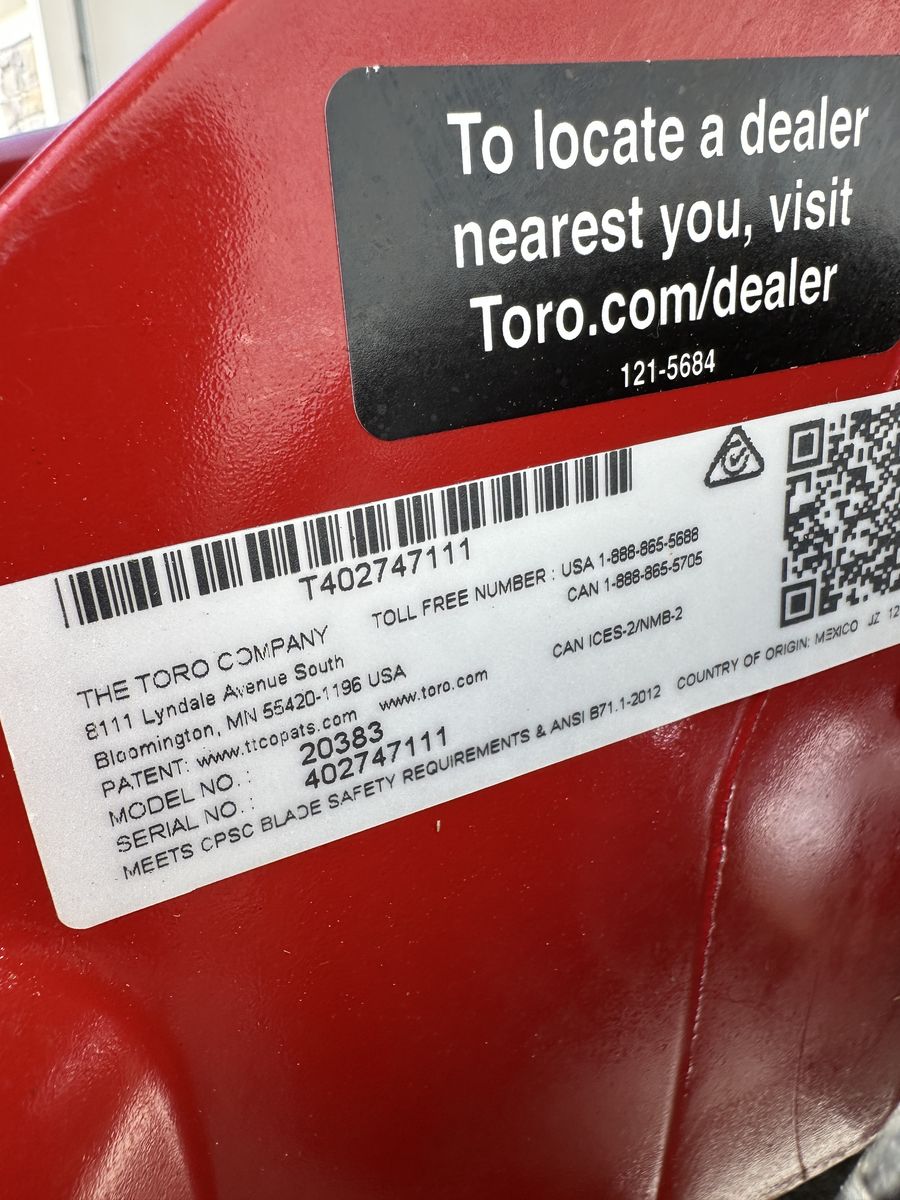 To locate a dealer
nearest you, visit
Toro.com/dealer
121-5684
T402747111
TOLL FREE NUMBER : USA 1-888-865-5688
CAN 1-888-865-5705
THE TORO COMPANY
8111 Lyndale Avenue South
Bloomington, MN 55420-1196 USA
CAN ICES-2/NMB-2
PATENT: www.ttcopats.com www.toro.com
MODEL NO. : 20383
SERIAL NO. : 402747111
MEETS CPSC BLADE SAFETY REQUIREMENTS & ANSI B71.1-2012 COUNTRY OF ORIGIN: MEXICO JZ 12